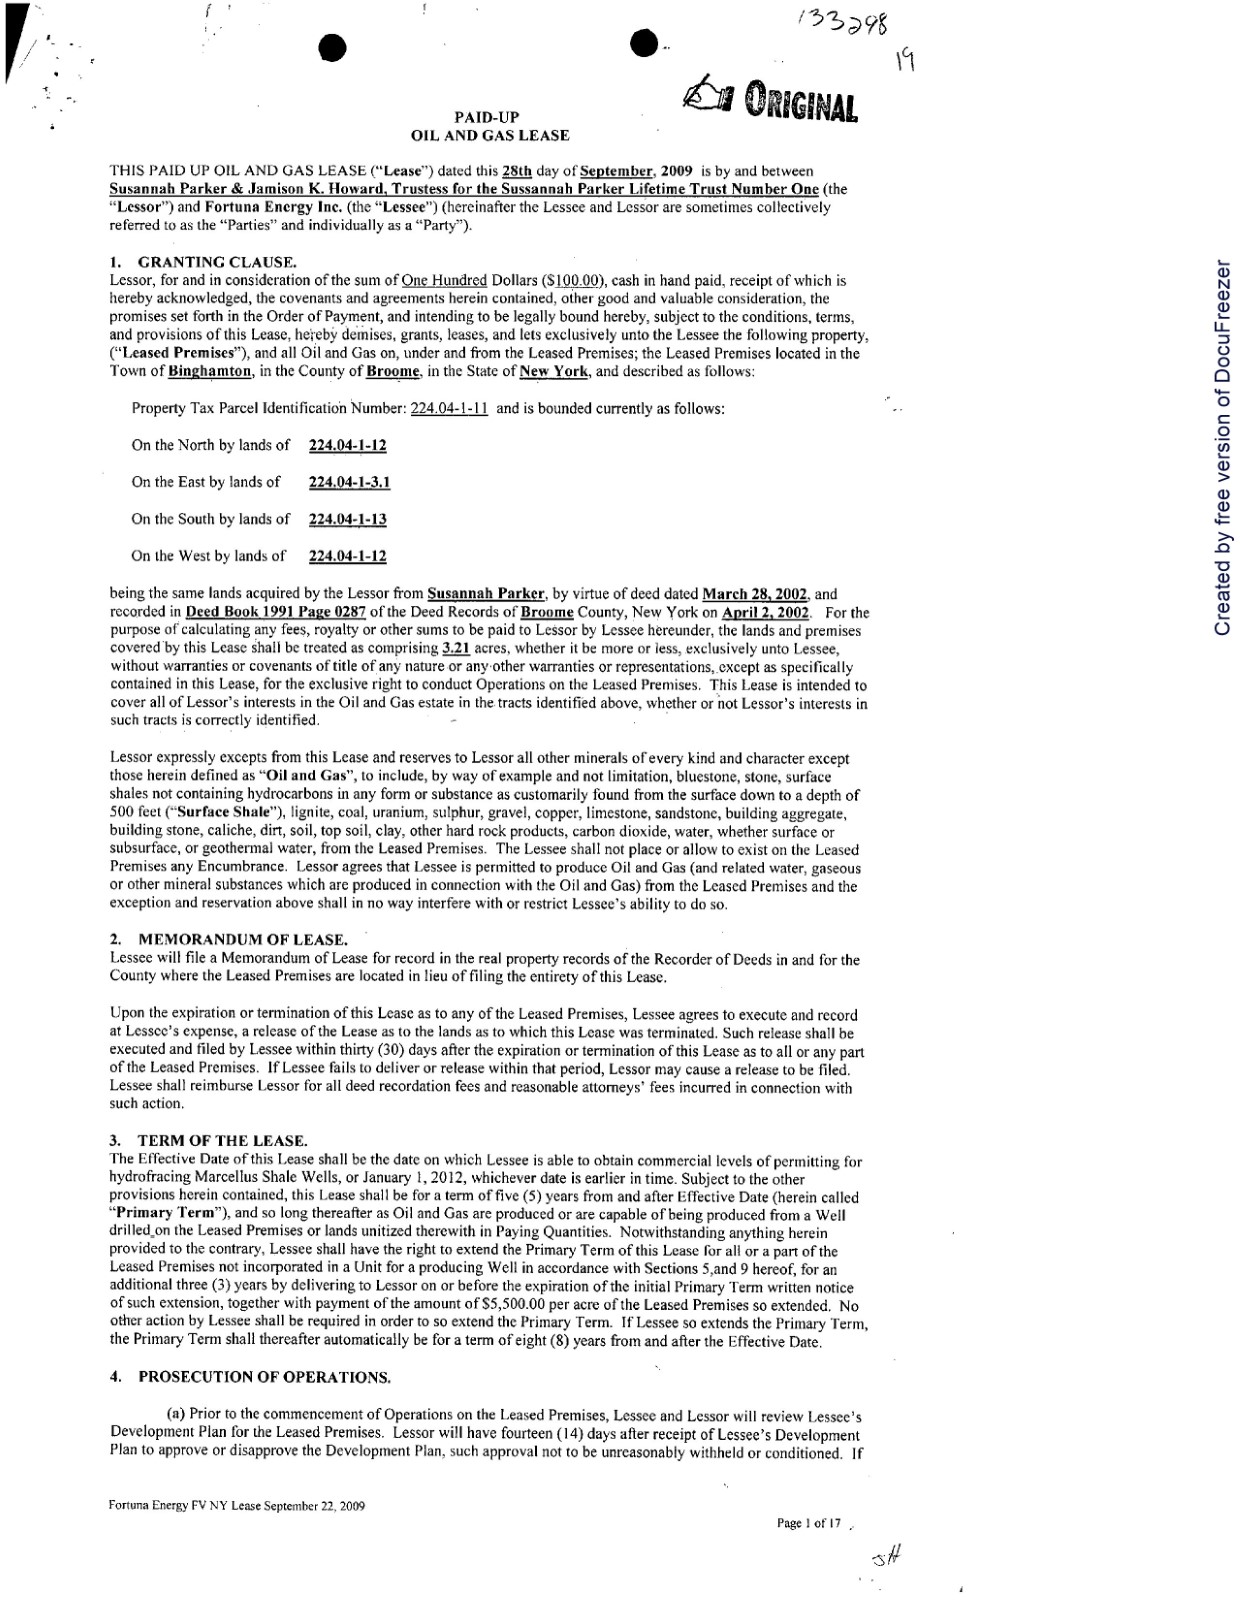 133298
19
ORIGINAL
PAID-UP
OIL AND GAS LEASE
THIS PAID UP OIL AND GAS LEASE (“Lease”) dated this 28th day of September, 2009 is by and between
Susannah Parker & Jamison K. Howard, Trustess for the Sussannah Parker Lifetime Trust Number One (the
“Lessor”) and Fortuna Energy Inc. (the “Lessee”) (hereinafter the Lessee and Lessor are sometimes collectively
referred to as the “Parties” and individually as a “Party”).
1. GRANTING CLAUSE.
Lessor, for and in consideration of the sum of One Hundred Dollars ($100.00), cash in hand paid, receipt of which is
hereby acknowledged, the covenants and agreements herein contained, other good and valuable consideration, the
promises set forth in the Order of Payment, and intending to be legally bound hereby, subject to the conditions, terms,
and provisions of this Lease, hereby demises, grants, leases, and lets exclusively unto the Lessee the following property,
(“Leased Premises”), and all Oil and Gas on, under and from the Leased Premises; the Leased Premises located in the
Town of Binghamton, in the County of Broome, in the State of New York, and described as follows:
Property Tax Parcel Identification Number: 224.04-1-11 and is bounded currently as follows:
On the North by lands of 224.04-1-12
On the East by lands of 224.04-1-3.1
On the South by lands of 224.04-1-13
On the West by lands of 224.04-1-12
being the same lands acquired by the Lessor from Susannah Parker, by virtue of deed dated March 28, 2002, and
recorded in Deed Book 1991 Page 0287 of the Deed Records of Broome County, New York on April 2, 2002. For the
purpose of calculating any fees, royalty or other sums to be paid to Lessor by Lessee hereunder, the lands and premises
covered by this Lease shall be treated as comprising 3.21 acres, whether it be more or less, exclusively unto Lessee,
without warranties or covenants of title of any nature or any other warranties or representations, except as specifically
contained in this Lease, for the exclusive right to conduct Operations on the Leased Premises. This Lease is intended to
cover all of Lessor’s interests in the Oil and Gas estate in the tracts identified above, whether or not Lessor’s interests in
such tracts is correctly identified.
Lessor expressly excepts from this Lease and reserves to Lessor all other minerals of every kind and character except
those herein defined as “Oil and Gas”, to include, by way of example and not limitation, bluestone, stone, surface
shales not containing hydrocarbons in any form or substance as customarily found from the surface down to a depth of
500 feet (“Surface Shale”), lignite, coal, uranium, sulphur, gravel, copper, limestone, sandstone, building aggregate,
building stone, caliche, dirt, soil, top soil, clay, other hard rock products, carbon dioxide, water, whether surface or
subsurface, or geothermal water, from the Leased Premises. The Lessee shall not place or allow to exist on the Leased
Premises any Encumbrance. Lessor agrees that Lessee is permitted to produce Oil and Gas (and related water, gaseous
or other mineral substances which are produced in connection with the Oil and Gas) from the Leased Premises and the
exception and reservation above shall in no way interfere with or restrict Lessee’s ability to do so.
2. MEMORANDUM OF LEASE.
Lessee will file a Memorandum of Lease for record in the real property records of the Recorder of Deeds in and for the
County where the Leased Premises are located in lieu of filing the entirety of this Lease.
Upon the expiration or termination of this Lease as to any of the Leased Premises, Lessee agrees to execute and record
at Lessee’s expense, a release of the Lease as to the lands as to which this Lease was terminated. Such release shall be
executed and filed by Lessee within thirty (30) days after the expiration or termination of this Lease as to all or any part
of the Leased Premises. If Lessee fails to deliver or release within that period, Lessor may cause a release to be filed.
Lessee shall reimburse Lessor for all deed recordation fees and reasonable attorneys’ fees incurred in connection with
such action.
3. TERM OF THE LEASE.
The Effective Date of this Lease shall be the date on which Lessee is able to obtain commercial levels of permitting for
hydrofracing Marcellus Shale Wells, or January 1, 2012, whichever date is earlier in time. Subject to the other
provisions herein contained, this Lease shall be for a term of five (5) years from and after Effective Date (herein called
“Primary Term”), and so long thereafter as Oil and Gas are produced or are capable of being produced from a Well
drilled on the Leased Premises or lands unitized therewith in Paying Quantities. Notwithstanding anything herein
provided to the contrary, Lessee shall have the right to extend the Primary Term of this Lease for all or a part of the
Leased Premises not incorporated in a Unit for a producing Well in accordance with Sections 5,and 9 hereof, for an
additional three (3) years by delivering to Lessor on or before the expiration of the initial Primary Term written notice
of such extension, together with payment of the amount of $5,500.00 per acre of the Leased Premises so extended. No
other action by Lessee shall be required in order to so extend the Primary Term. If Lessee so extends the Primary Term,
the Primary Term shall thereafter automatically be for a term of eight (8) years from and after the Effective Date.
4. PROSECUTION OF OPERATIONS.
(a) Prior to the commencement of Operations on the Leased Premises, Lessee and Lessor will review Lessee’s
Development Plan for the Leased Premises. Lessor will have fourteen (14) days after receipt of Lessee’s Development
Plan to approve or disapprove the Development Plan, such approval not to be unreasonably withheld or conditioned. If
Fortuna Energy FV NY Lease September 22, 2009
Page 1 of 17
JH
Created by free version of DocuFreezer